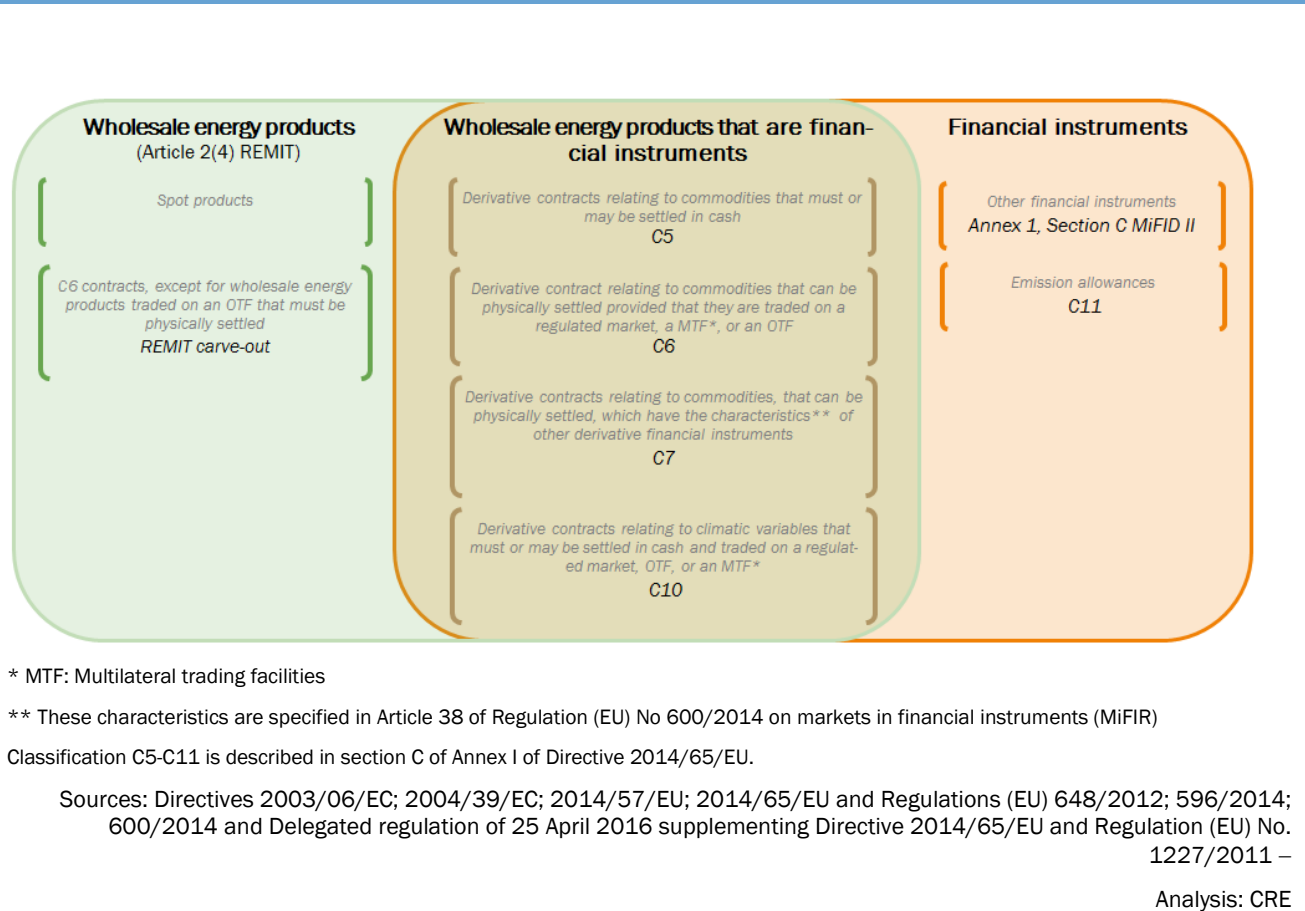 Wholesale energy products
(Article 2(4) REMIT)
Spot products
C6 contracts, except for wholesale energy
products traded on an OTF that must be
physically settled
REMIT carve-out
Wholesale energy products that are finan-
cial instruments
Derivative contracts relating to commodities that must or
may be settled in cash
C5
Derivative contract relating to commodities that can be
physically settled provided that they are traded on a
regulated market, a MTF*, or an OTF
C6
Derivative contracts relating to commodities, that can be
physically settled, which have the characteristics** of
other derivative financial instruments
C7
Derivative contracts relating to climatic variables that
must or may be settled in cash and traded on a regulat-
ed market, OTF, or an MTF*
C10
Financial instruments
Other financial instruments
Annex 1, Section C MiFID II
Emission allowances
C11
* MTF: Multilateral trading facilities
** These characteristics are specified in Article 38 of Regulation (EU) No 600/2014 on markets in financial instruments (MiFIR)
Classification C5-C11 is described in section C of Annex I of Directive 2014/65/EU.
Sources: Directives 2003/06/EC; 2004/39/EC; 2014/57/EU; 2014/65/EU and Regulations (EU) 648/2012; 596/2014;
600/2014 and Delegated regulation of 25 April 2016 supplementing Directive 2014/65/EU and Regulation (EU) No.
1227/2011 –
Analysis: CRE